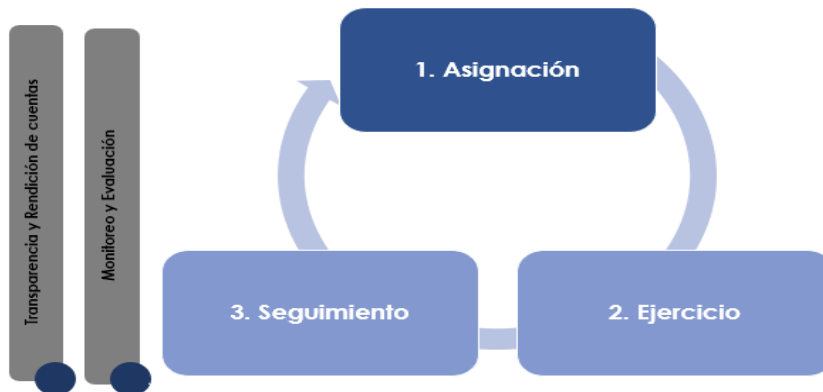 Transparencia y Rendición de cuentas
Monitoreo y Evaluación
1. Asignación
3. Seguimiento
2. Ejercicio